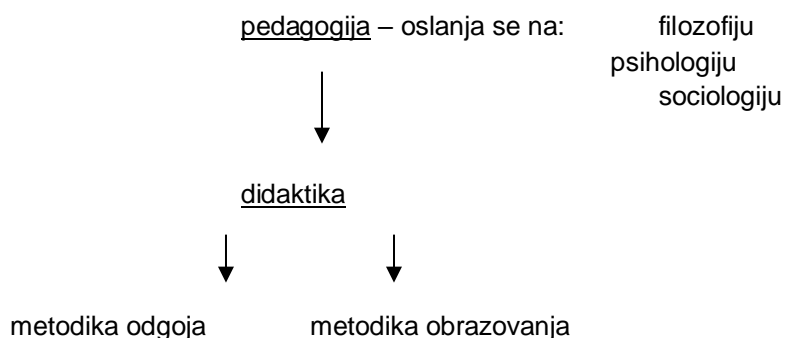 pedagogija – oslanja se na: filozofiju
psihologiju
sociologiju
didaktika
metodika odgoja metodika obrazovanja